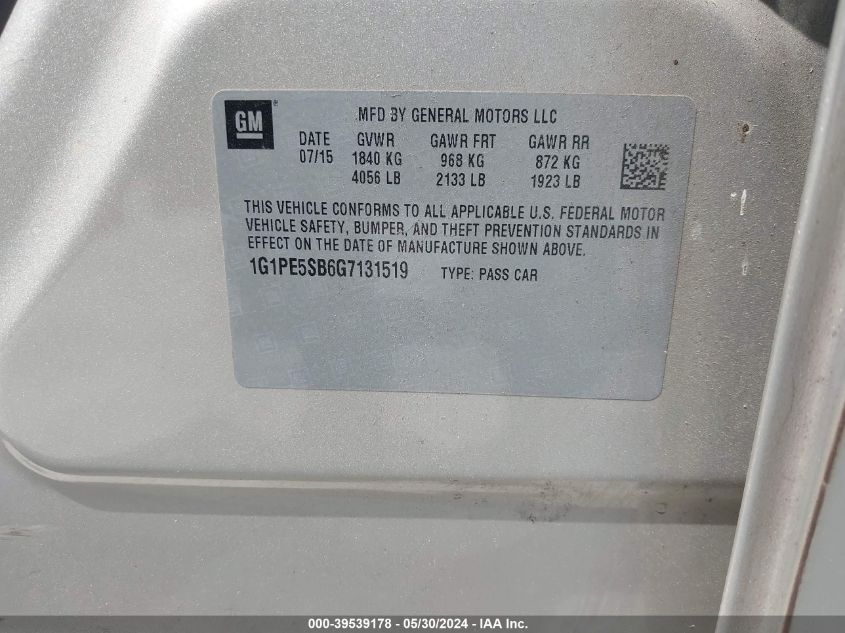 GM®
MFD BY GENERAL MOTORS LLC
DATE GVWR GAWR FRT GAWR RR
07/15 1840 KG 968 KG 872 KG
4056 LB 2133 LB 1923 LB
THIS VEHICLE CONFORMS TO ALL APPLICABLE U.S. FEDERAL MOTOR
VEHICLE SAFETY, BUMPER, AND THEFT PREVENTION STANDARDS IN
EFFECT ON THE DATE OF MANUFACTURE SHOWN ABOVE.
1G1PE5SB6G7131519 TYPE: PASS CAR
000-39539178 — 05/30/2024 — IAA Inc.